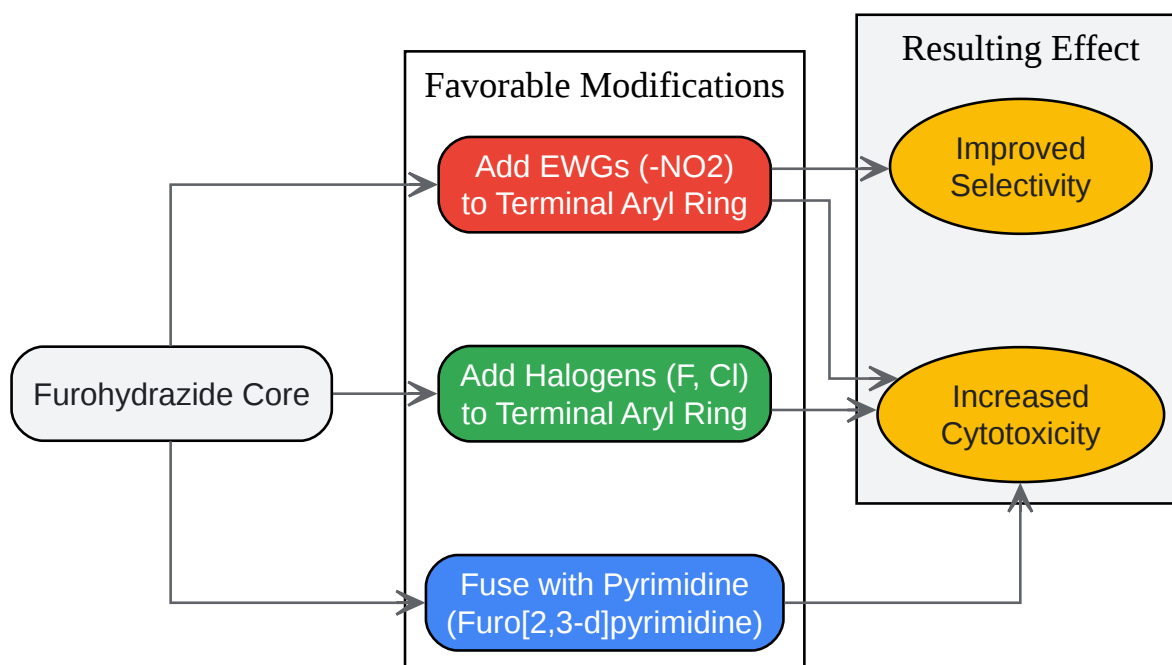 Resulting Effect
Favorable Modifications
Add EWGs (-NO2)
to Terminal Aryl Ring
Improved
Selectivity
Furohydrazide Core
Add Halogens (F, Cl)
to Terminal Aryl Ring
Increased
Cytotoxicity
Fuse with Pyrimidine
(Furo[2,3-d]pyrimidine)